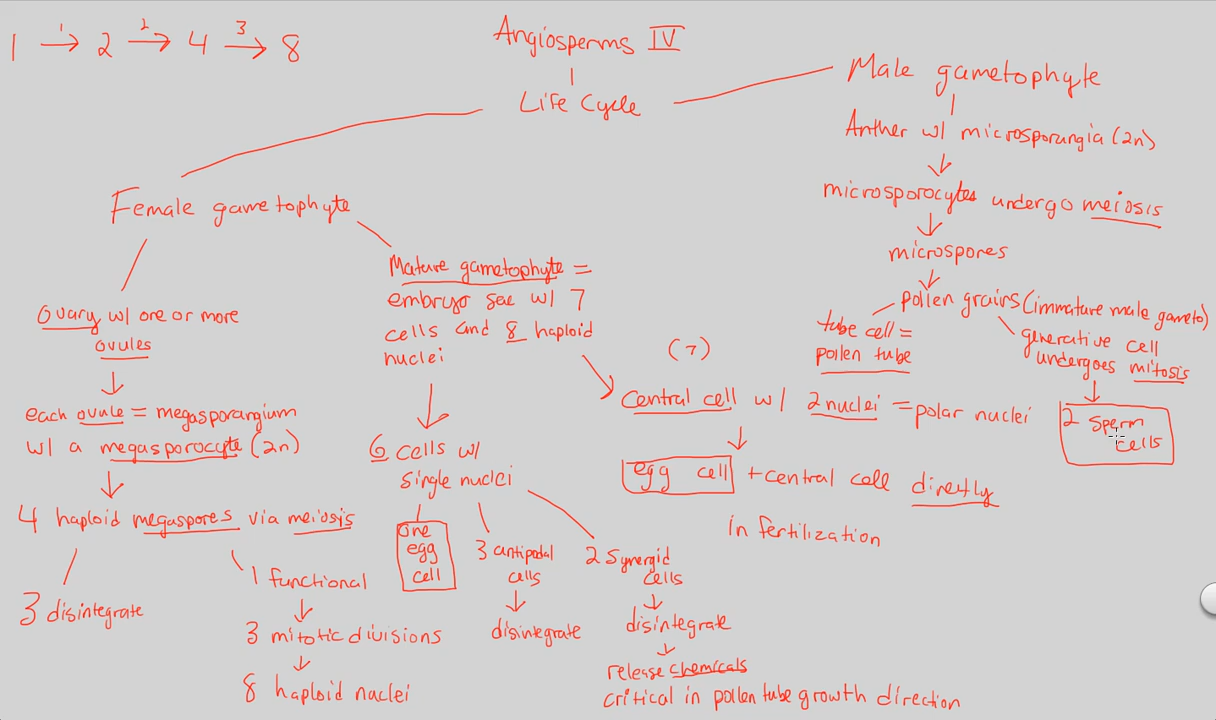 1 → 2 → 4 → 8
1 2 3
Angiosperms IV
Life Cycle
Male gametophyte
Anther w/ microsporangia (2n)
microsporocytes undergo meiosis
microspores
pollen grains (immature male gameto)
tube cell =
pollen tube
generative cell
undergoes mitosis
2 sperm
cells
Female gametophyte
Ovary w/ one or more
ovules
each ovule = megasporangium
w/ a megasporocyte (2n)
4 haploid megaspores via meiosis
3 disintegrate
1 functional
3 mitotic divisions
8 haploid nuclei
Mature gametophyte =
embryo sac w/ 7
cells and 8 haploid
nuclei
6 cells w/
single nuclei
one
egg
cell
3 antipodal
cells
disintegrate
2 synergid
cells
disintegrate
release chemicals
critical in pollen tube growth direction
(7)
Central cell w/ 2 nuclei = polar nuclei
egg cell + central cell directly
in fertilization